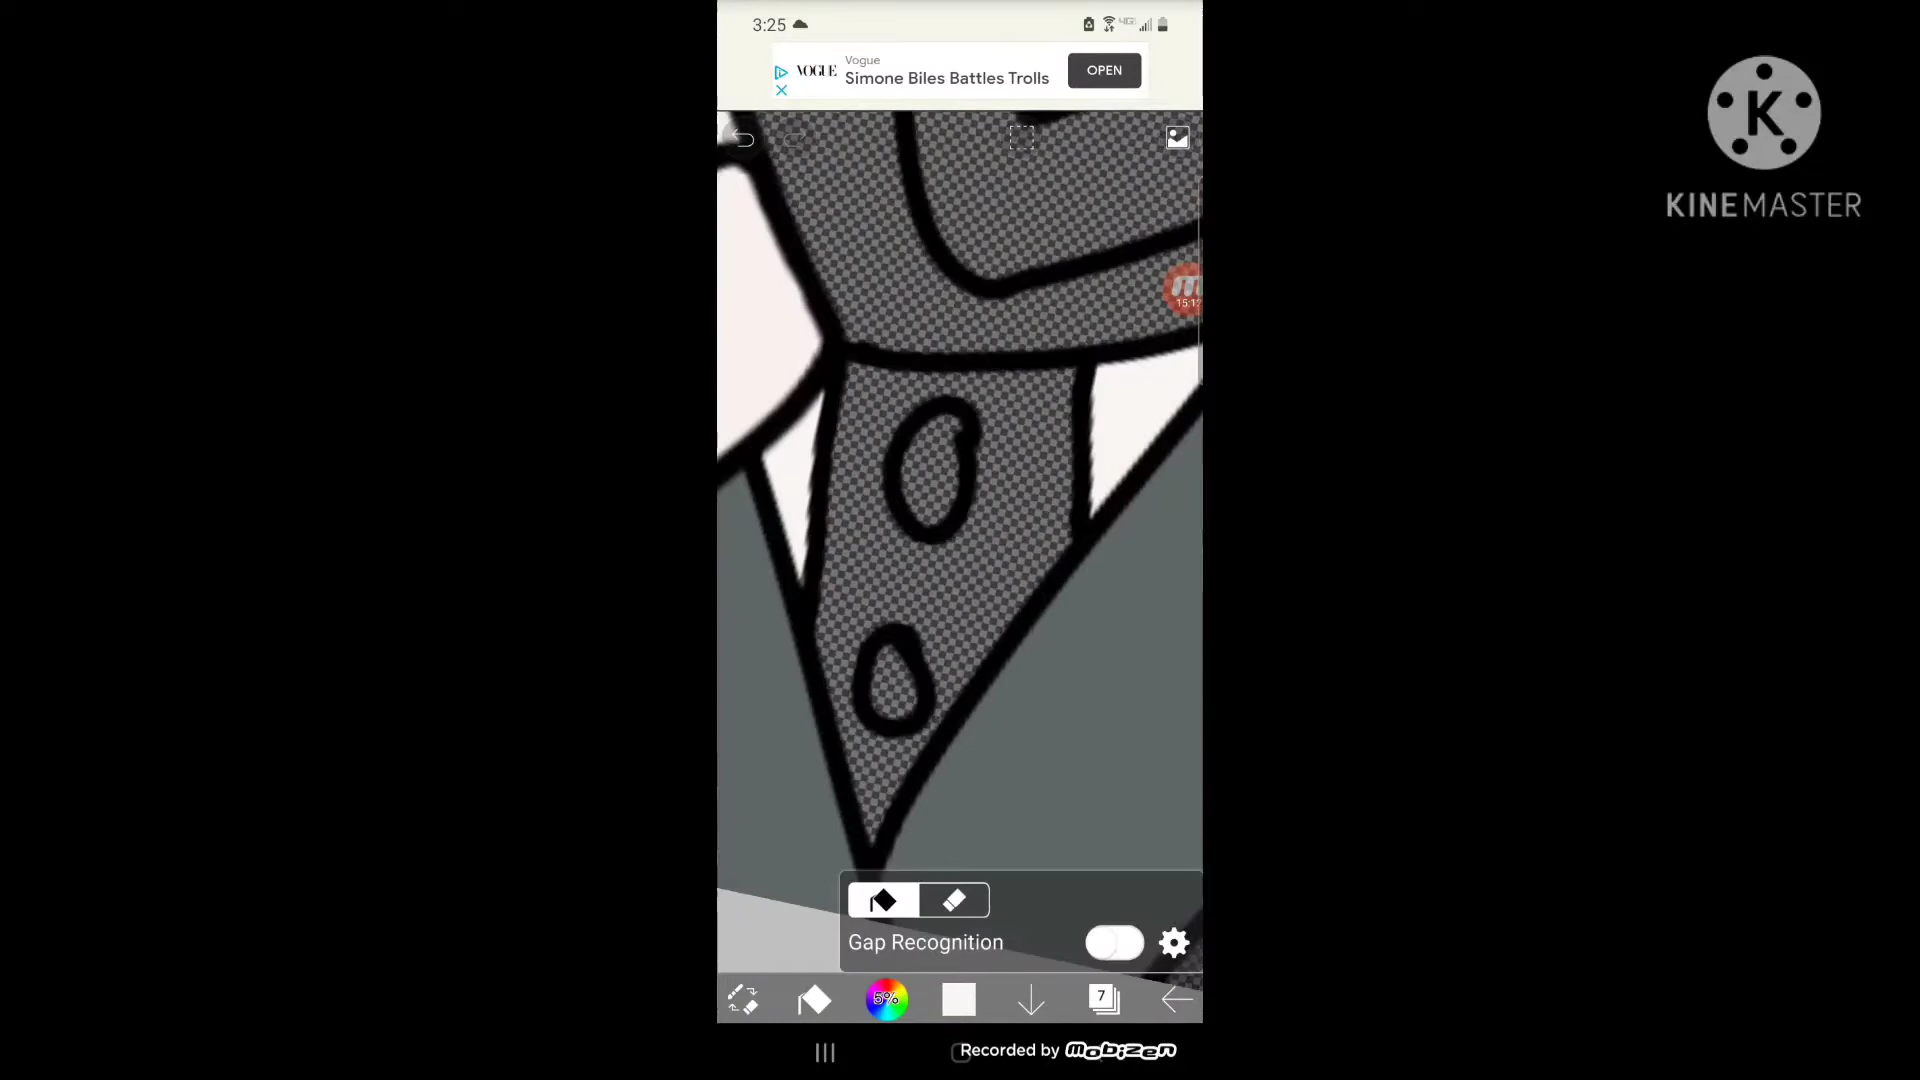 3:25
Vogue
VOGUE
Simone Biles Battles Trolls
OPEN
K
KINEMASTER
Gap Recognition
5%
7
Recorded by mobizen